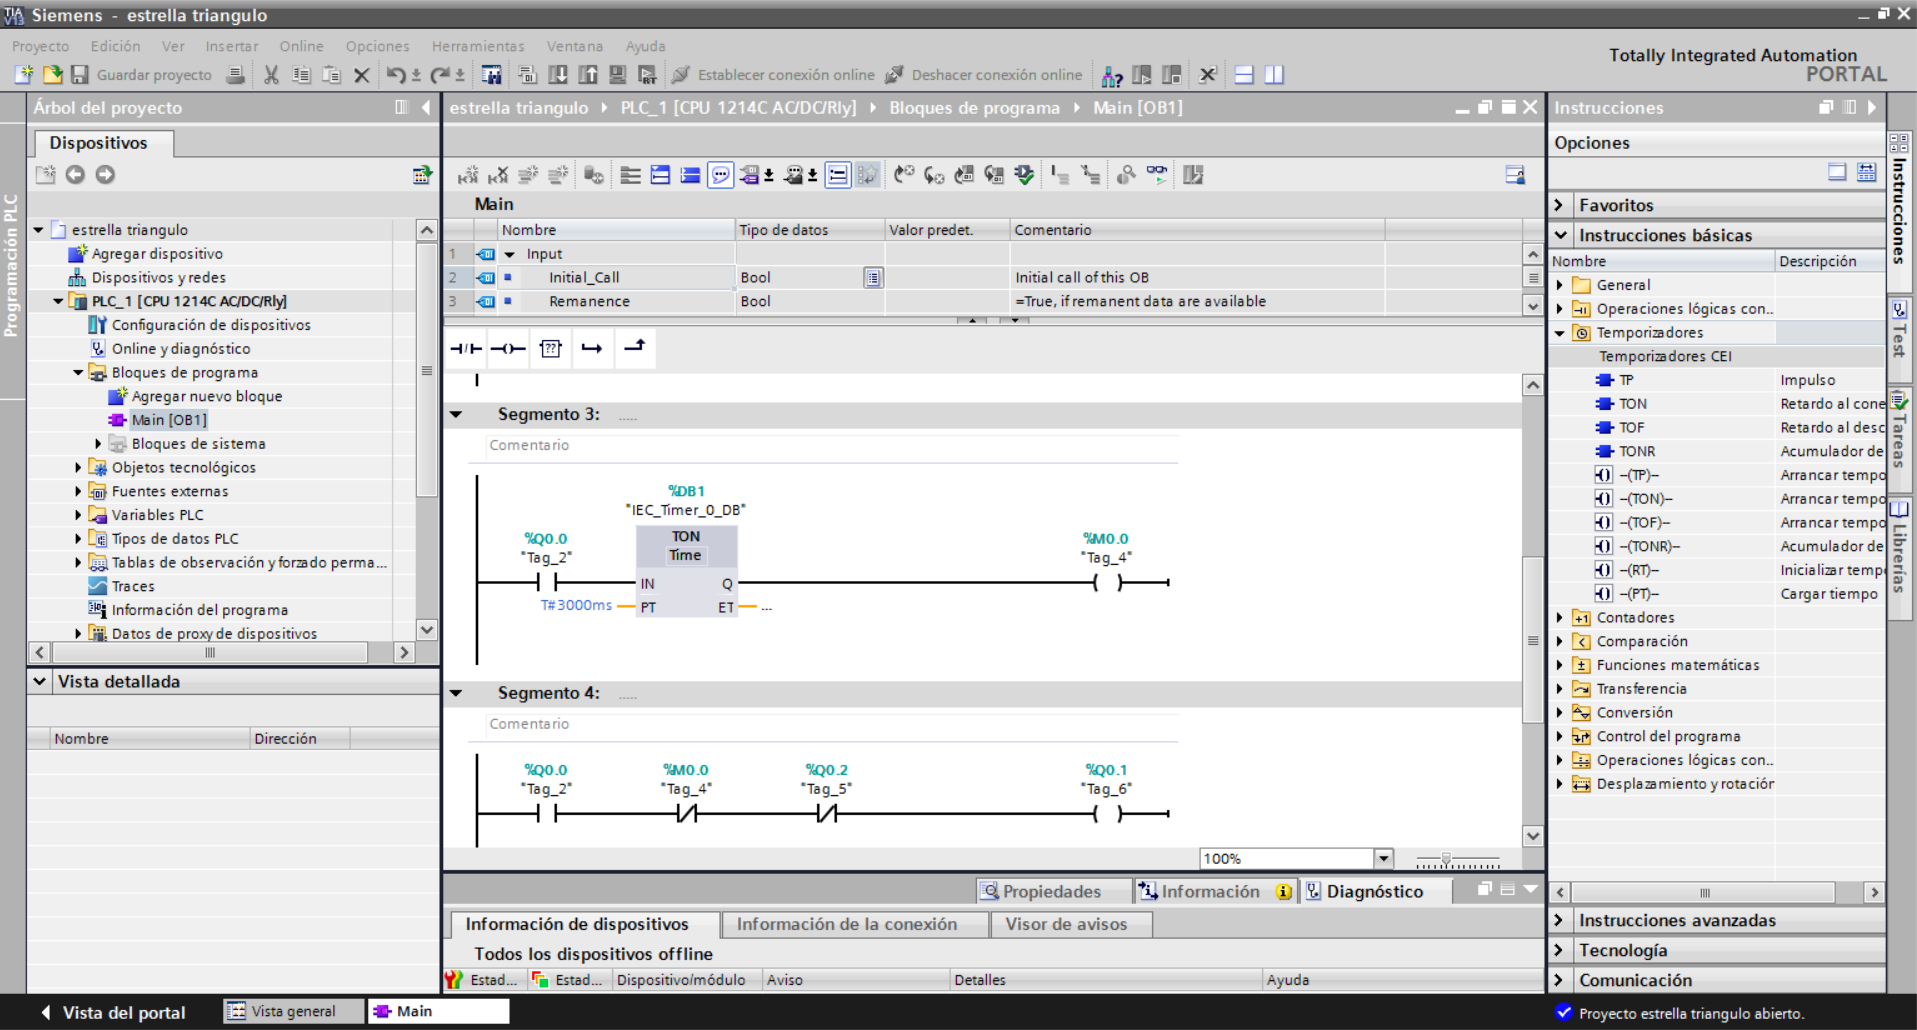 TIA V13 Siemens - estrella triangulo
Proyecto Edición Ver Insertar Online Opciones Herramientas Ventana Ayuda
Totally Integrated Automation
PORTAL
Guardar proyecto Establecer conexión online Deshacer conexión online
Programación PLC
Árbol del proyecto
Dispositivos
estrella triangulo
Agregar dispositivo
Dispositivos y redes
PLC_1 [CPU 1214C AC/DC/Rly]
Configuración de dispositivos
Online y diagnóstico
Bloques de programa
Agregar nuevo bloque
Main [OB1]
Bloques de sistema
Objetos tecnológicos
Fuentes externas
Variables PLC
Tipos de datos PLC
Tablas de observación y forzado perma...
Traces
Información del programa
Datos de proxy de dispositivos
Vista detallada
Nombre Dirección
estrella triangulo PLC_1 [CPU 1214C AC/DC/Rly] Bloques de programa Main [OB1]
Main
Nombre Tipo de datos Valor predet. Comentario
1 Input
2 Initial_Call Bool Initial call of this OB
3 Remanence Bool =True, if remanent data are available
??
Segmento 3: .....
Comentario
%DB1
"IEC_Timer_0_DB"
%Q0.0 TON %M0.0
"Tag_2" Time "Tag_4"
IN Q
T#3000ms PT ET ...
Segmento 4: .....
Comentario
%Q0.0 %M0.0 %Q0.2 %Q0.1
"Tag_2" "Tag_4" "Tag_5" "Tag_6"
100%
Propiedades Información Diagnóstico
Información de dispositivos Información de la conexión Visor de avisos
Todos los dispositivos offline
Estad... Estad... Dispositivo/módulo Aviso Detalles Ayuda
Instrucciones
Opciones
Favoritos
Instrucciones básicas
Nombre Descripción
General
Operaciones lógicas con..
Temporizadores
Temporizadores CEI
TP Impulso
TON Retardo al cone
TOF Retardo al desc
TONR Acumulador de
-(TP)- Arrancar tempo
-(TON)- Arrancar tempo
-(TOF)- Arrancar tempo
-(TONR)- Acumulador de
-(RT)- Inicializar temp
-(PT)- Cargar tiempo
Contadores
Comparación
Funciones matemáticas
Transferencia
Conversión
Control del programa
Operaciones lógicas con..
Desplazamiento y rotación
Instrucciones avanzadas
Tecnología
Comunicación
Instrucciones
Test
Tareas
Librerías
Vista del portal Vista general Main Proyecto estrella triangulo abierto.